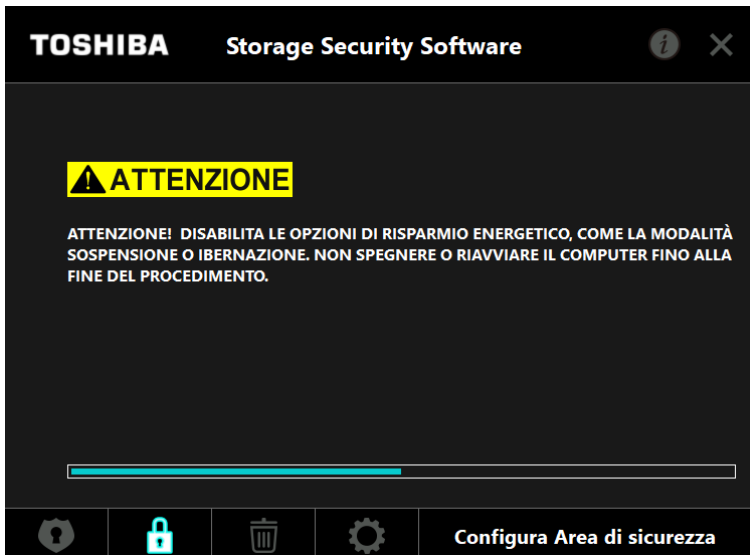 TOSHIBA Storage Security Software i
ATTENZIONE
ATTENZIONE! DISABILITA LE OPZIONI DI RISPARMIO ENERGETICO, COME LA MODALITÀ
SOSPENSIONE O IBERNAZIONE. NON SPEGNERE O RIAVVIARE IL COMPUTER FINO ALLA
FINE DEL PROCEDIMENTO.
Configura Area di sicurezza